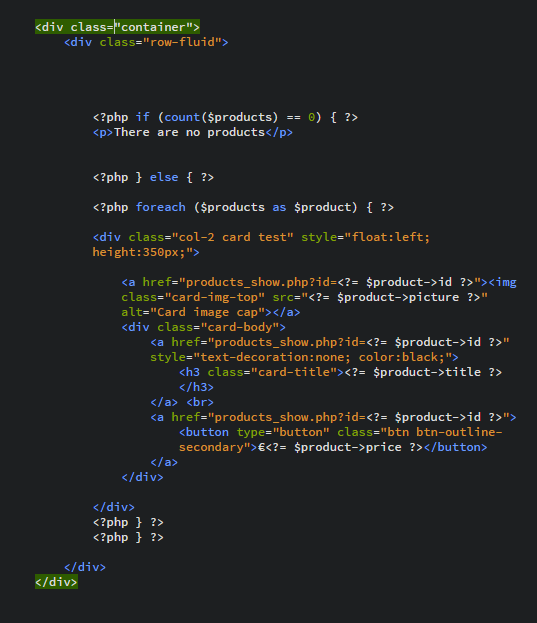 <div class="container">
<div class="row-fluid">
<?php if (count($products) == 0) { ?>
<p>There are no products</p>
<?php } else { ?>
<?php foreach ($products as $product) { ?>
<div class="col-2 card test" style="float:left;
height:350px;">
<a href="products_show.php?id=<?= $product->id ?>"><img
class="card-img-top" src="<?= $product->picture ?>"
alt="Card image cap"></a>
<div class="card-body">
<a href="products_show.php?id=<?= $product->id ?>"
style="text-decoration:none; color:black;">
<h3 class="card-title"><?= $product->title ?>
</h3>
</a> <br>
<a href="products_show.php?id=<?= $product->id ?>">
<button type="button" class="btn btn-outline-
secondary">€<?= $product->price ?></button>
</a>
</div>
</div>
<?php } ?>
<?php } ?>
</div>
</div>